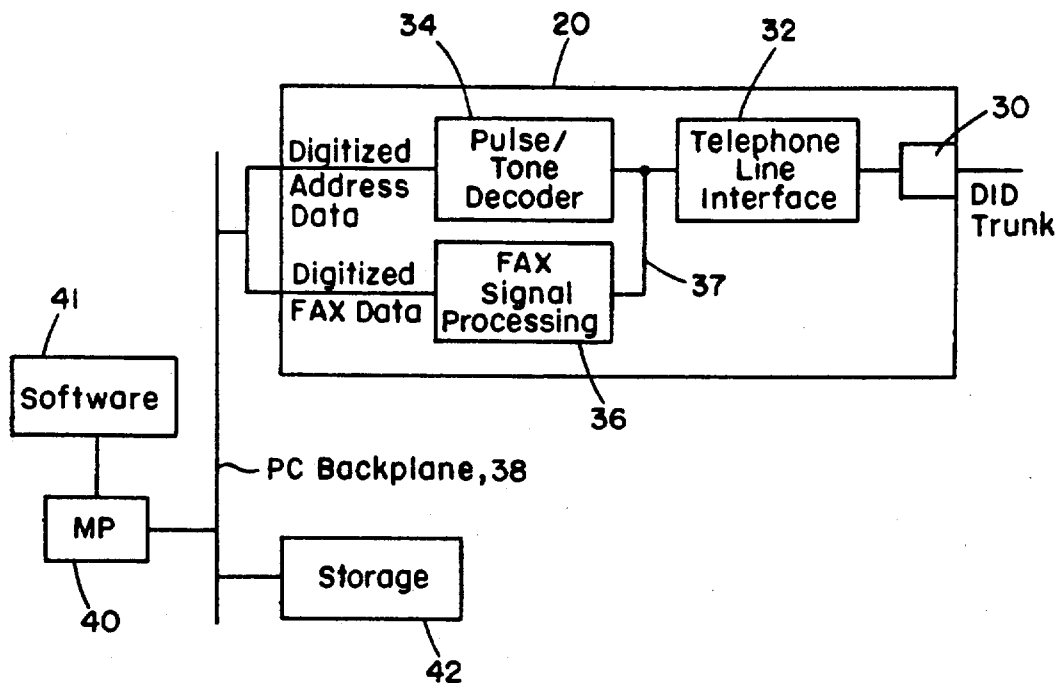 34
20
32
30
Digitized
Address
Data
Pulse/
Tone
Decoder
Telephone
Line
Interface
DID
Trunk
Digitized
FAX Data
FAX
Signal
Processing
37
41
Software
36
PC Backplane,38
MP
40
Storage
42